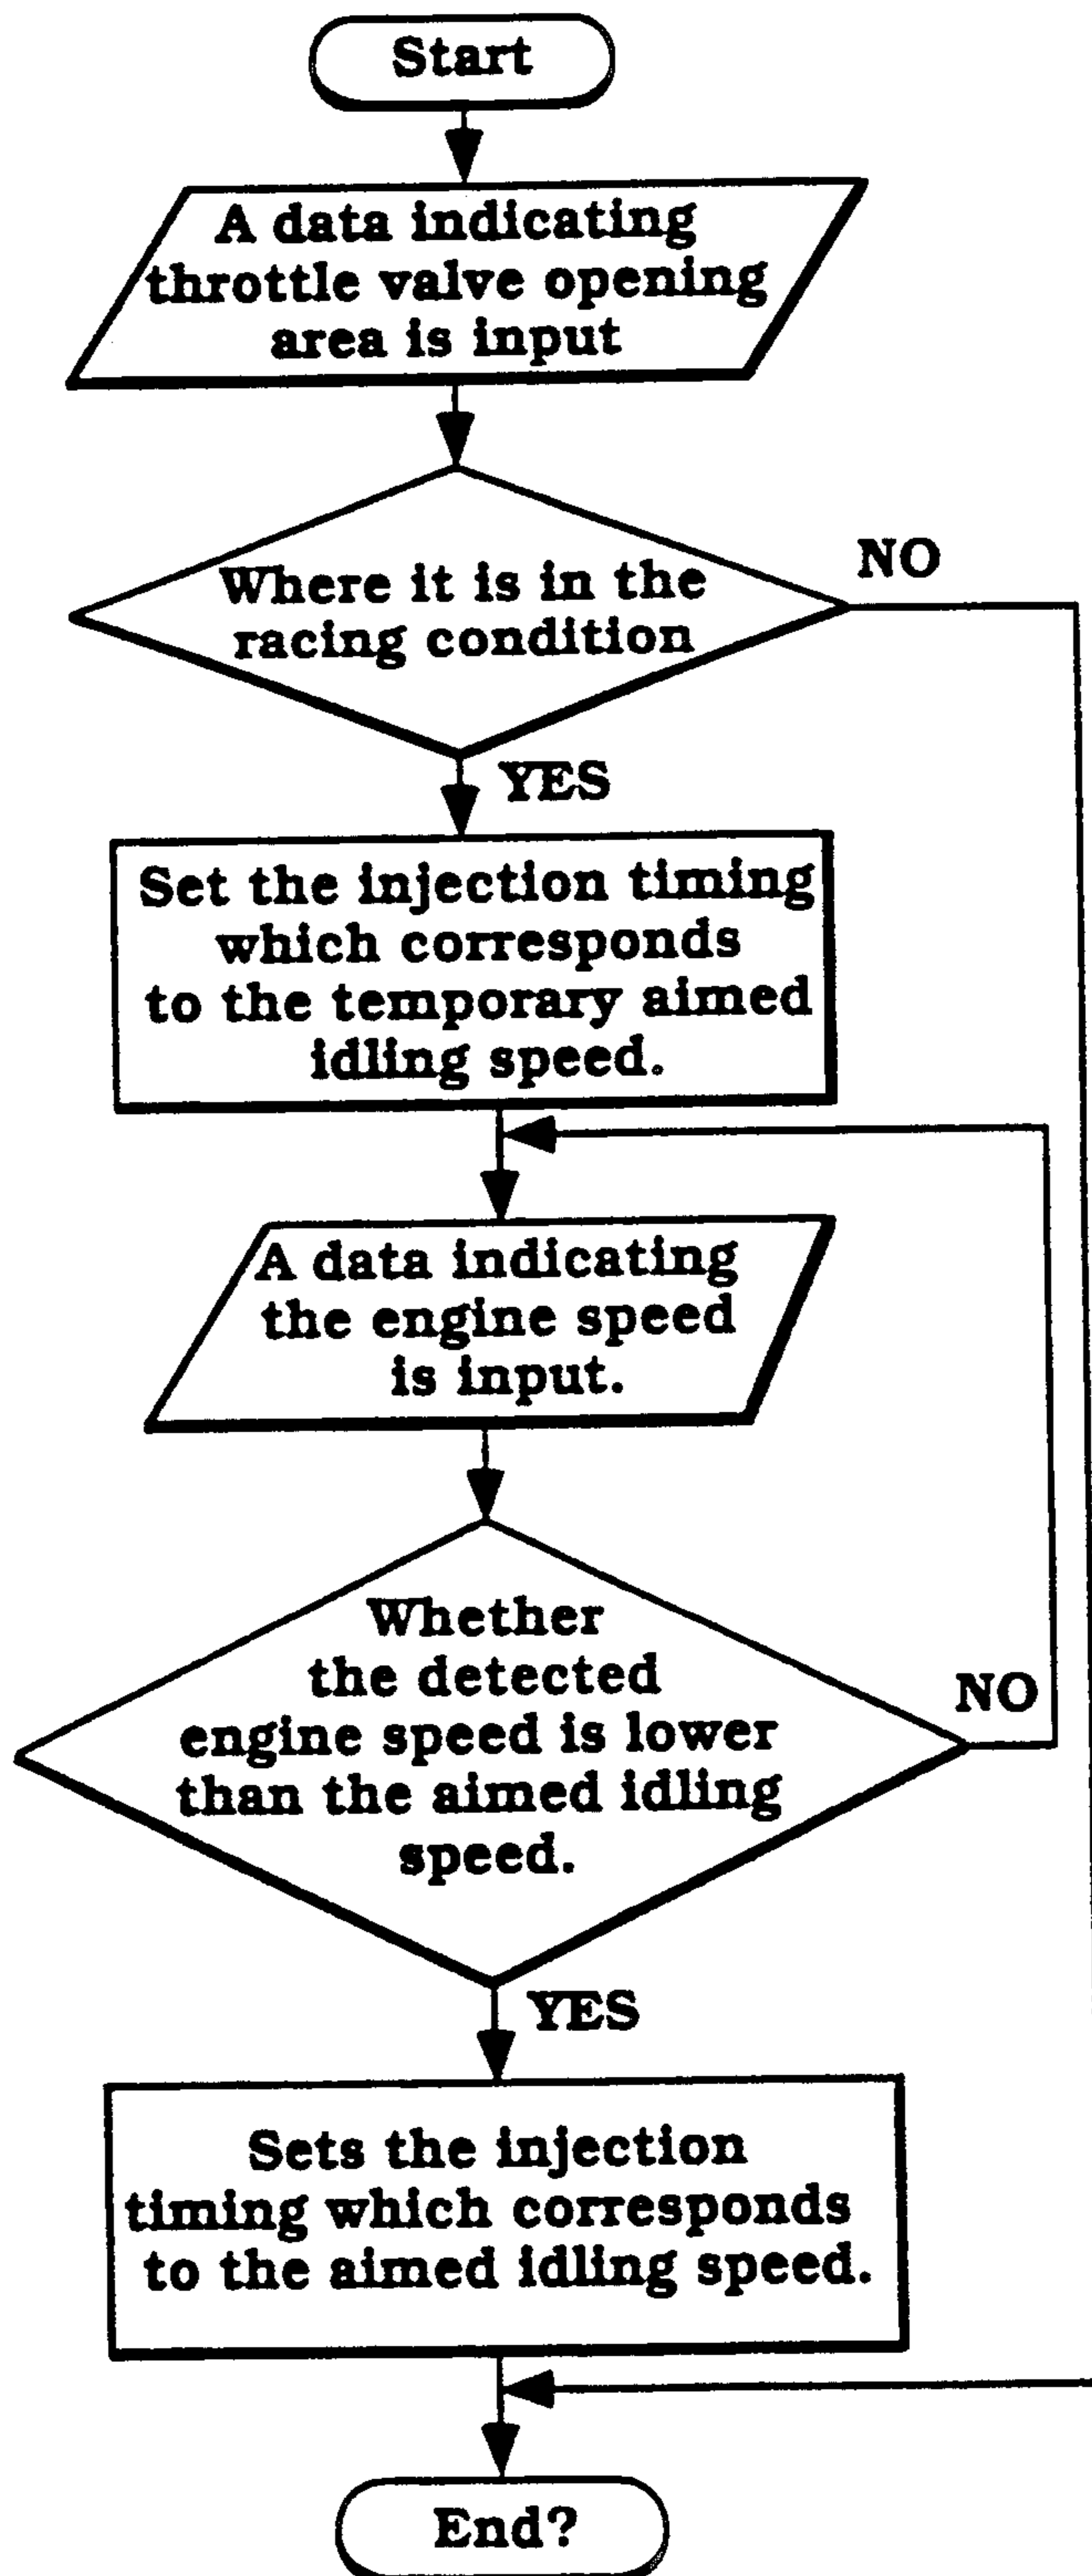 Start
A data indicating
throttle valve opening
area is input
Where it is in the
racing condition
NO
YES
Set the injection timing
which corresponds
to the temporary aimed
idling speed.
A data indicating
the engine speed
is input.
Whether
the detected
engine speed is lower
than the aimed idling
speed.
NO
YES
Sets the injection
timing which corresponds
to the aimed idling speed.
End?